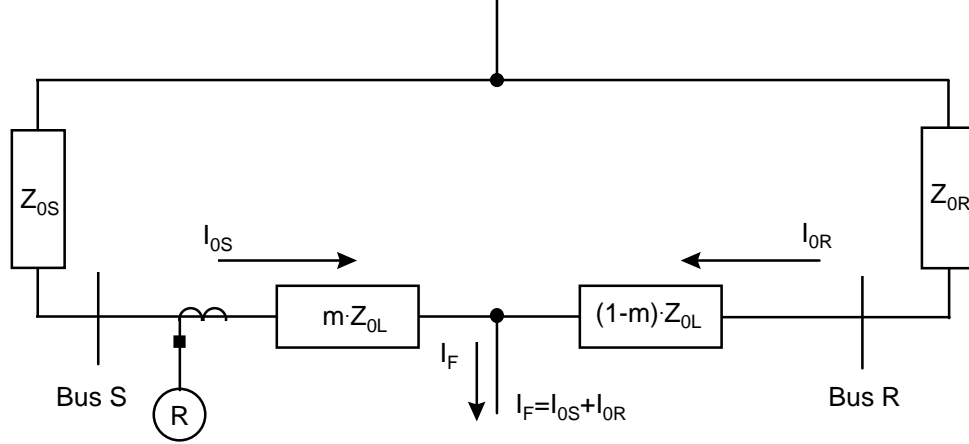 Z0S
Z0R
I0S
I0R
m·Z0L
(1-m)·Z0L
IF
Bus S
R
IF=I0S+I0R
Bus R